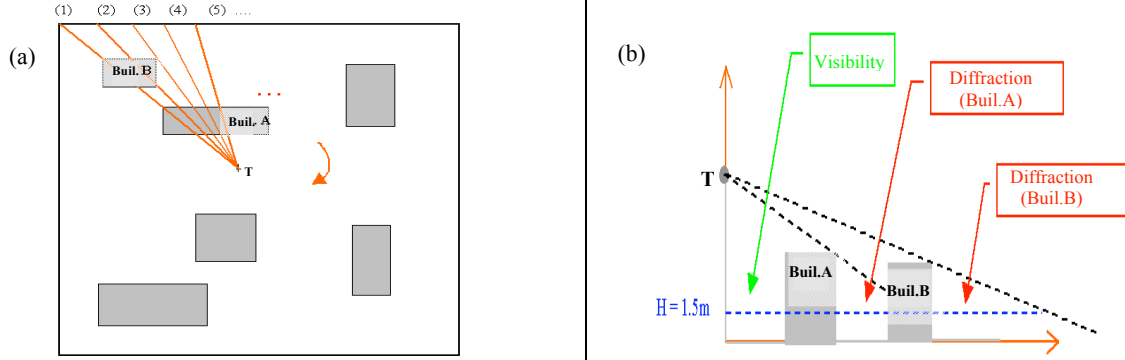 (1) (2) (3) (4) (5) ....
(a)
Buil. B
Buil. A
T
(b)
Visibility
Diffraction
(Buil.A)
T
Diffraction
(Buil.B)
Buil.A
Buil.B
H = 1.5m